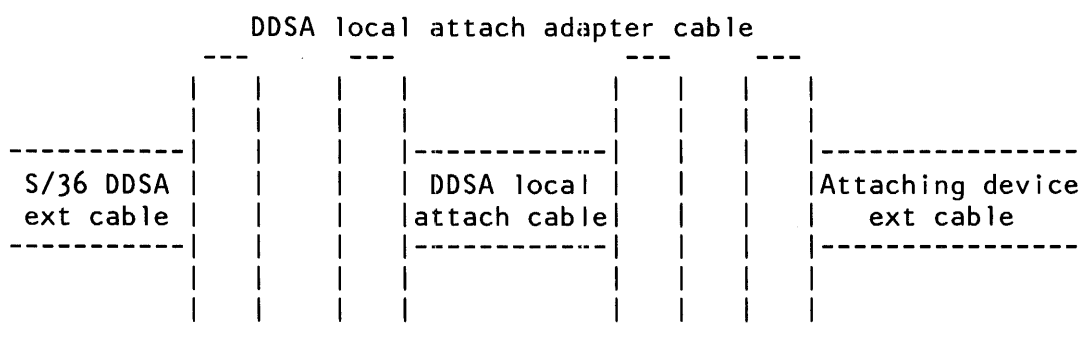 DDSA local attach adapter cable
S/36 DDSA
ext cable
DDSA local
attach cable
Attaching device
ext cable